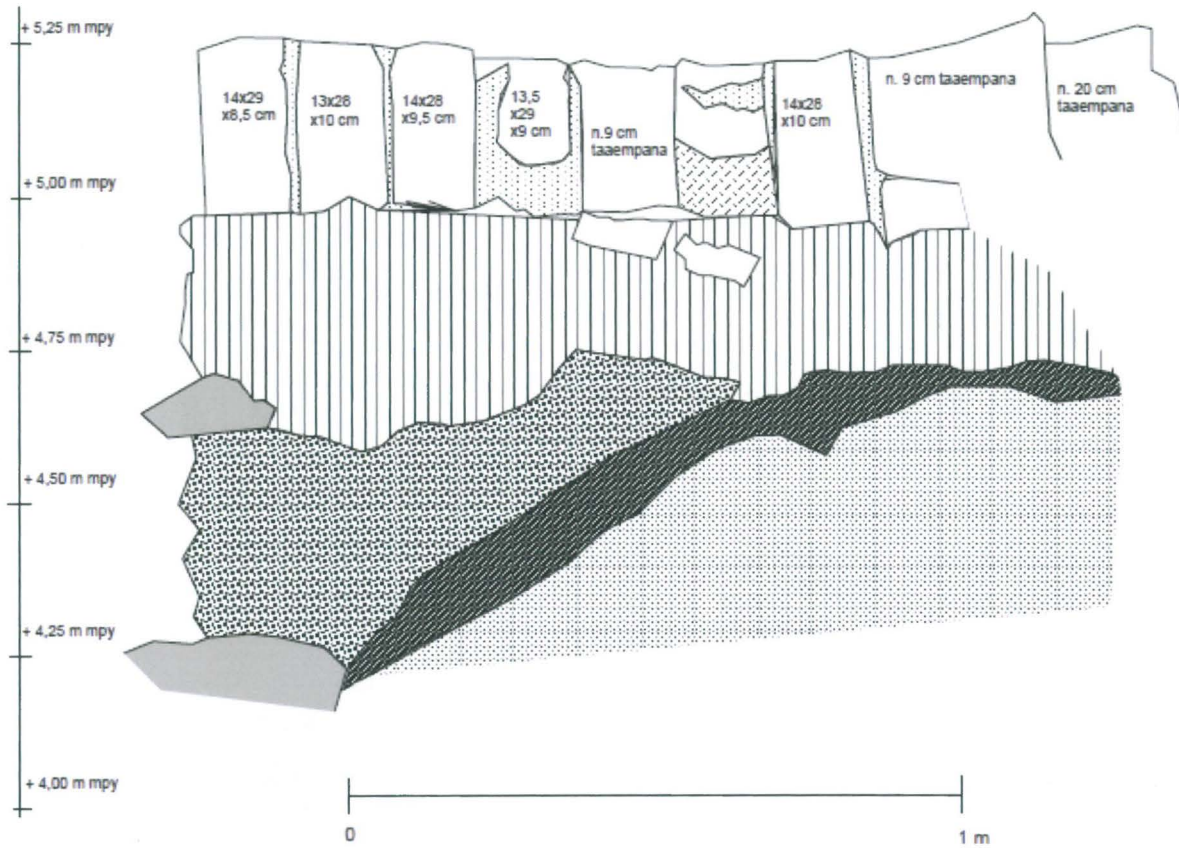 + 5,25 m mpy
14x29
x8,5 cm
13x28
x10 cm
14x28
x9,5 cm
13,5
x29
x9 cm
n.9 cm
taaempana
14x28
x10 cm
n. 9 cm taaempana
n. 20 cm
taaempana
+ 5,00 m mpy
+ 4,75 m mpy
+ 4,50 m mpy
+ 4,25 m mpy
+ 4,00 m mpy
0
1 m